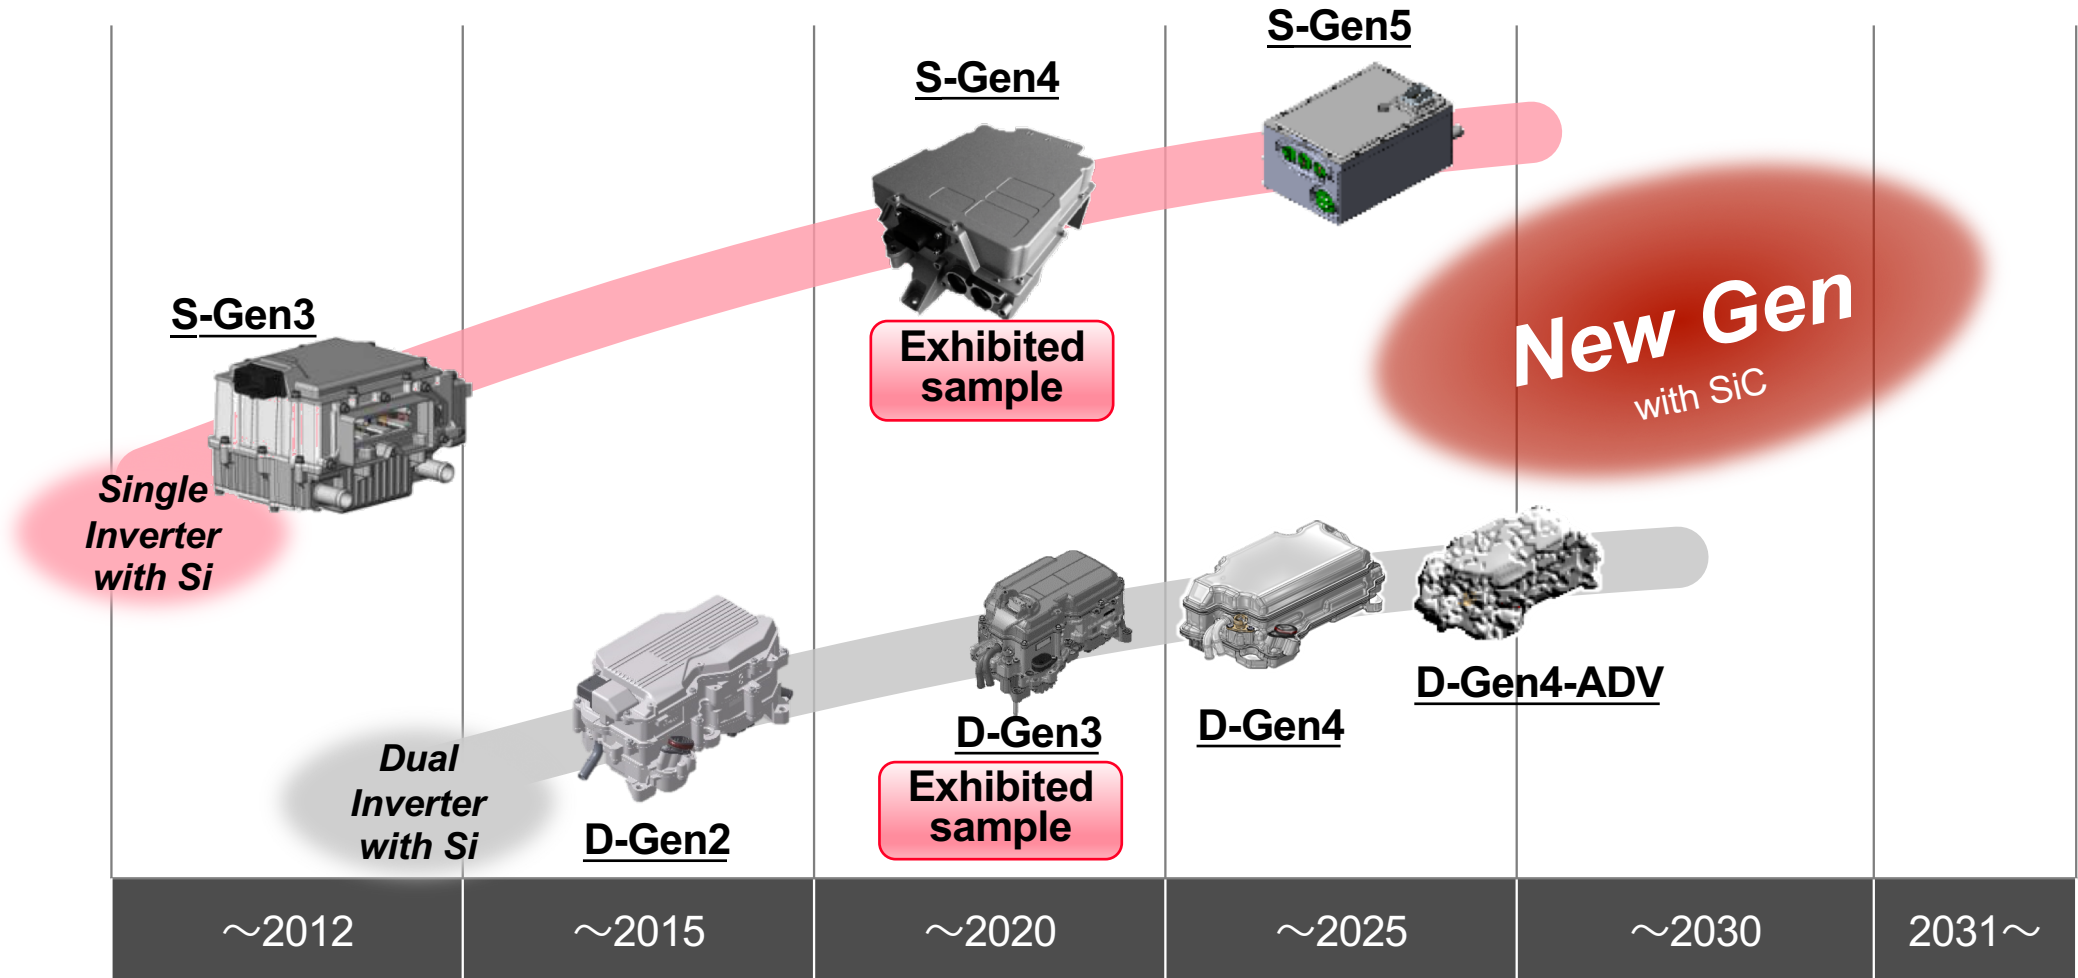 S-Gen5
S-Gen4
S-Gen3
New Gen
with SiC
Exhibited
sample
Single
Inverter
with Si
D-Gen4-ADV
D-Gen4
D-Gen3
Exhibited
sample
Dual
Inverter
with Si
D-Gen2
～2012
～2015
～2020
～2025
～2030
2031～